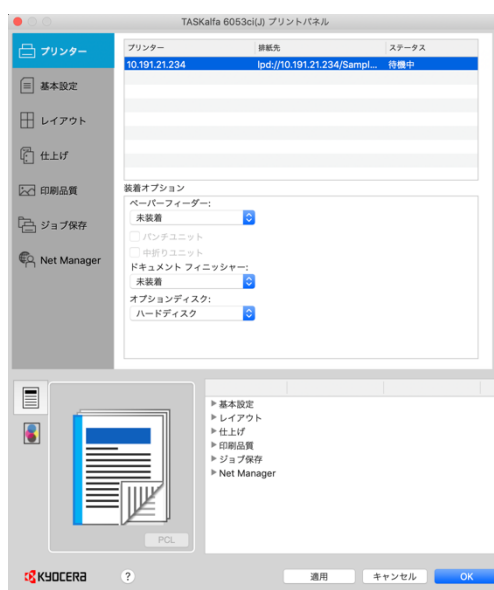 TASKalfa 6053ci(J) プリントパネル
プリンター
基本設定
レイアウト
仕上げ
印刷品質
ジョブ保存
Net Manager
プリンター 排紙先 ステータス
10.191.21.234 lpd://10.191.21.234/Sampl... 待機中
装着オプション
ペーパーフィーダー:
未装着
パンチユニット
中折りユニット
ドキュメント フィニッシャー:
未装着
オプションディスク:
ハードディスク
基本設定
レイアウト
仕上げ
印刷品質
ジョブ保存
Net Manager
PCL
KYOCERA
?
適用
キャンセル
OK